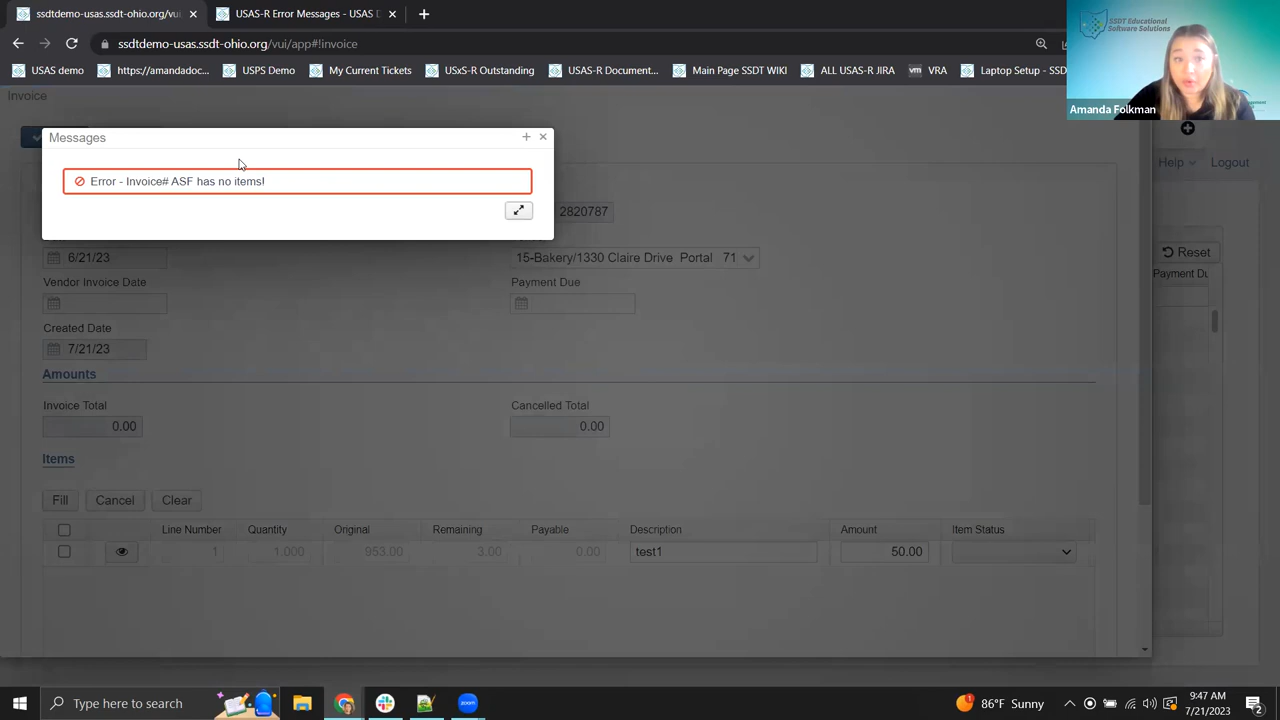 ssdtdemo-usas.ssdt-ohio.org/vui/
USAS-R Error Messages - USAS D
ssdtdemo-usas.ssdt-ohio.org/vui/app#!invoice
USAS demo
https://amandadoc...
USPS Demo
My Current Tickets
USxS-R Onboarding
USAS-R Document...
Main Page SSDT WIKI
ALL USAS-R JIRA
vm VRA
Laptop Setup - SSD
SSDT Educational
Software Solutions
Amanda Folkman
Invoice
Messages
Error - Invoice# ASF has no items!
Help
Logout
2820787
6/21/23
15-Bakery/1330 Claire Drive Portal 71
Reset
Payment Du
Vendor Invoice Date
Payment Due
Created Date
7/21/23
Amounts
Invoice Total
Cancelled Total
0.00
0.00
Items
Fill
Cancel
Clear
Line Number Quantity Original Remaining Payable Description Amount Item Status
1 1.000 953.00 3.00 0.00 test1 50.00
Type here to search
1
86°F Sunny
9:47 AM
7/21/2023
2